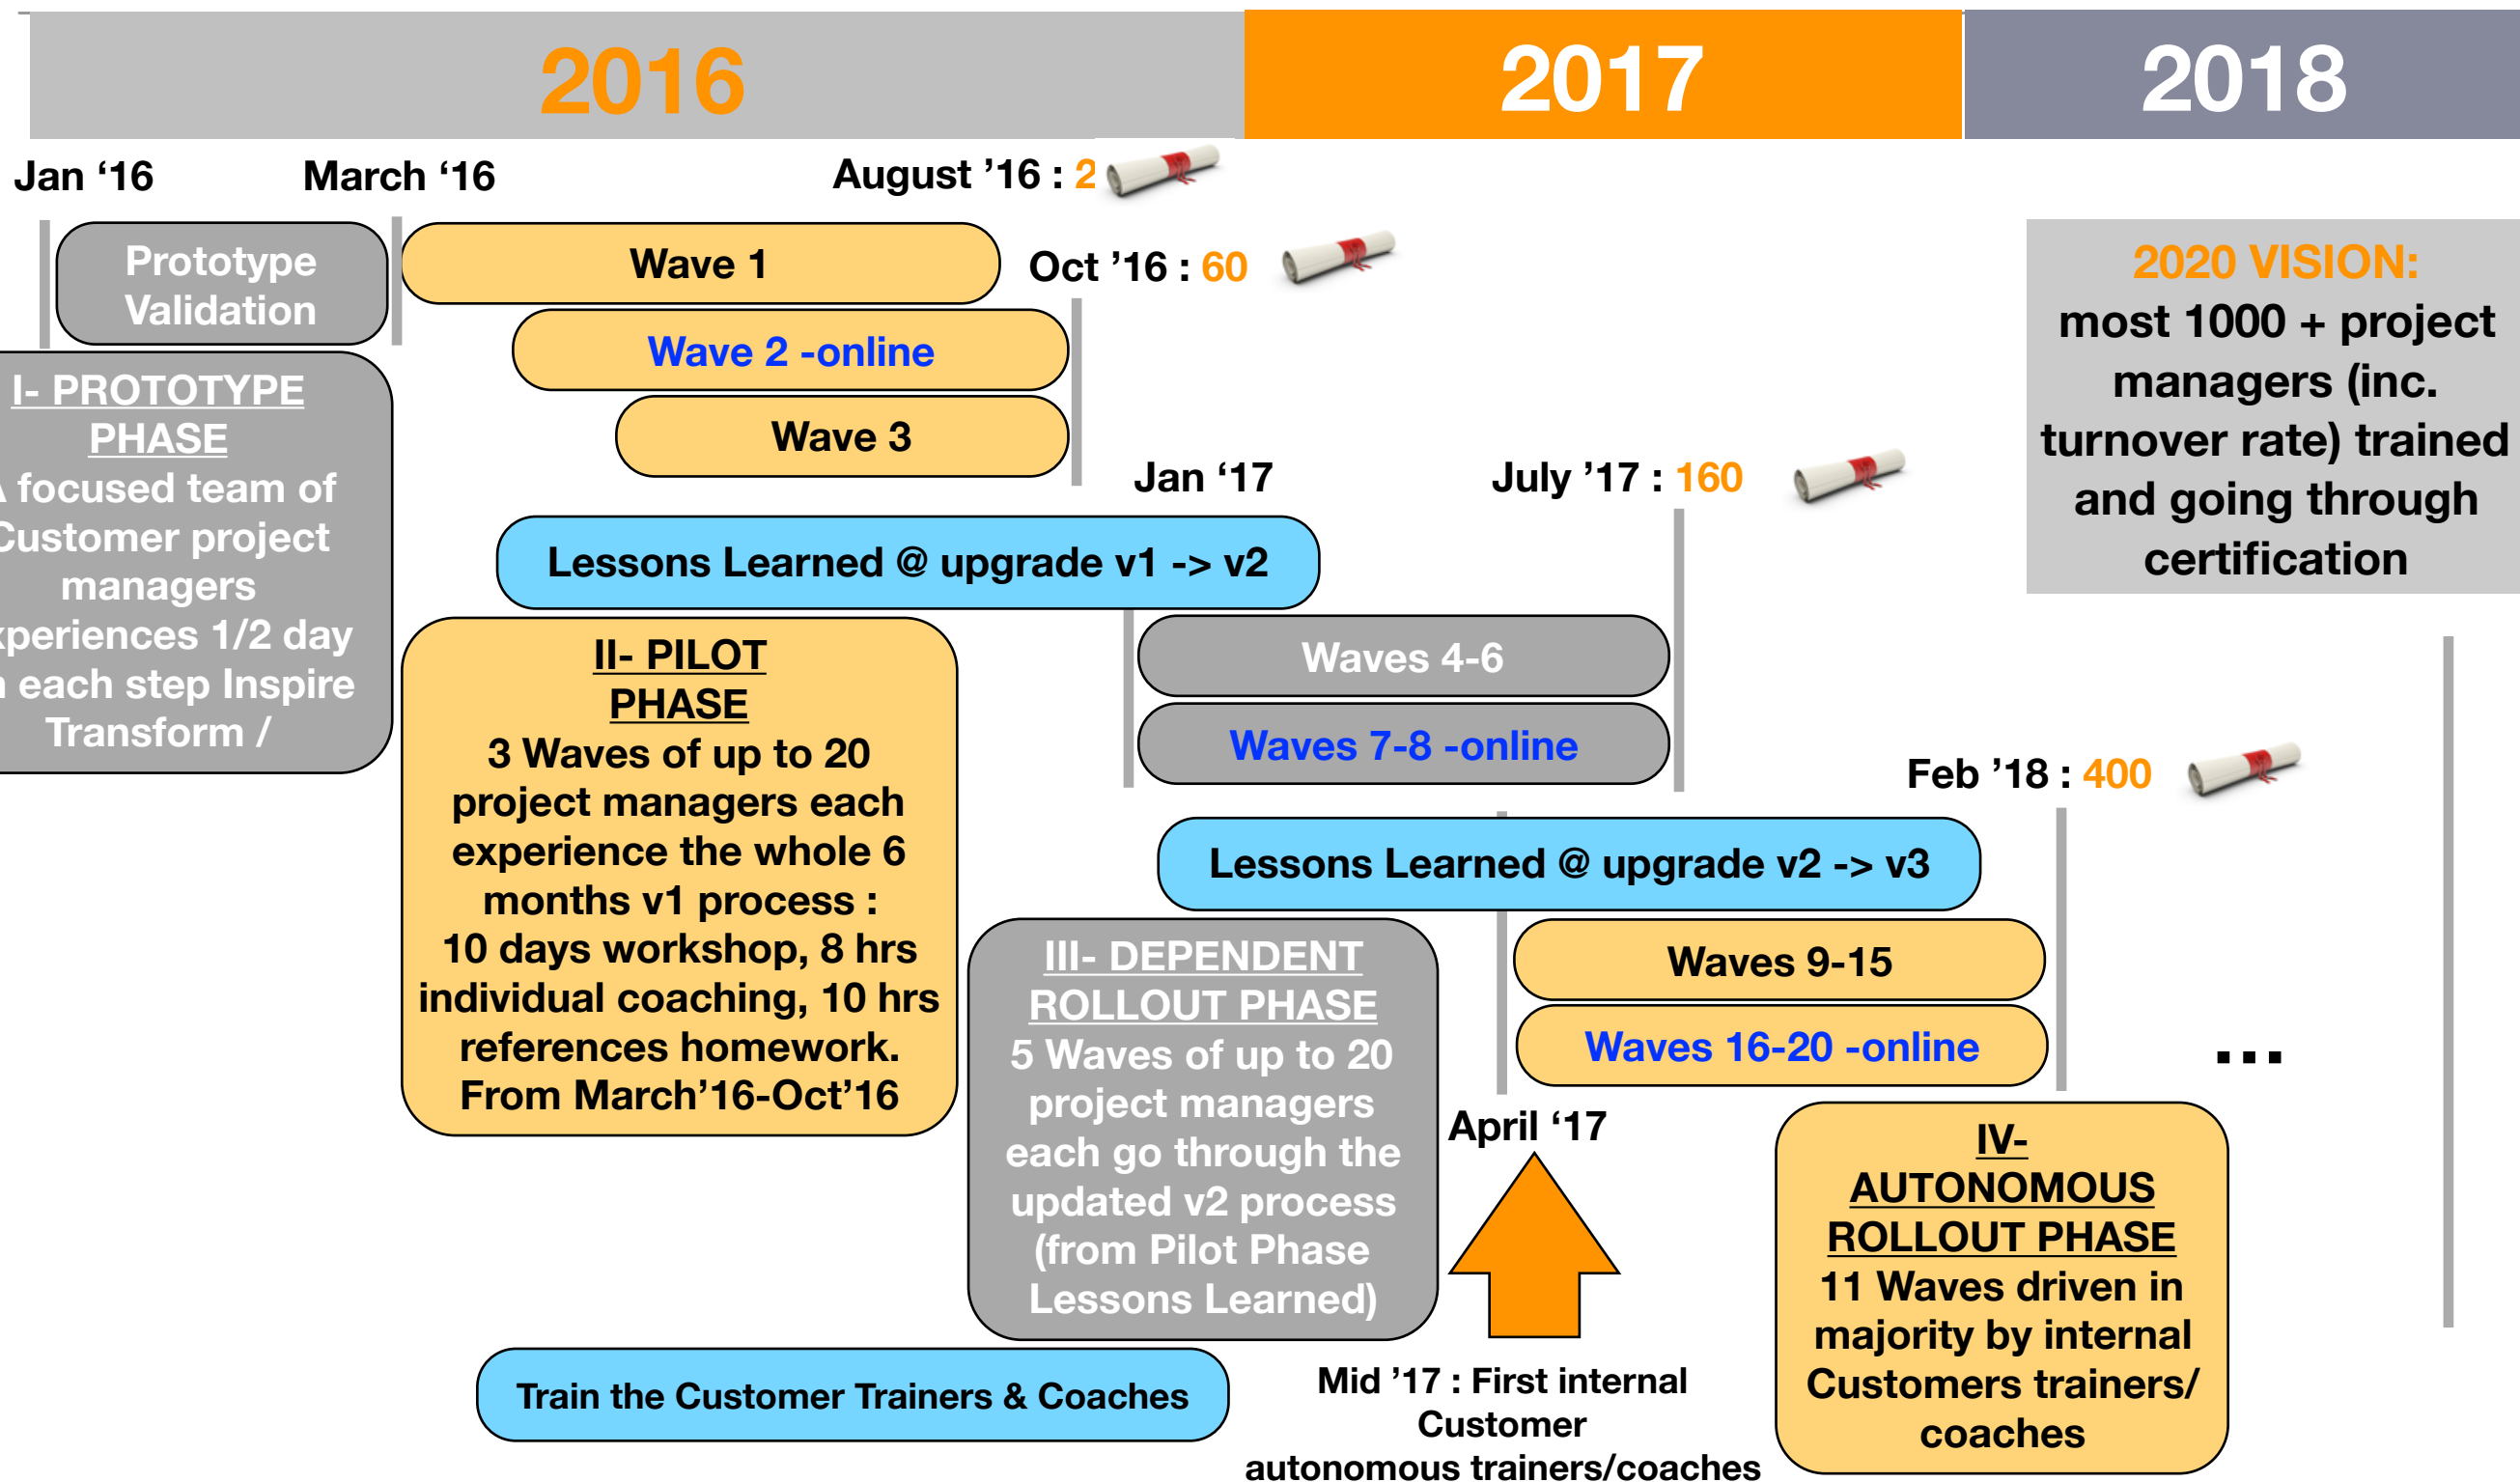 2016
2017
2018
Jan ‘16
March ‘16
August ’16 : 2
Prototype
Validation
Wave 1
Oct ’16 : 60
Wave 2 -online
Wave 3
2020 VISION:
most 1000 + project
managers (inc.
turnover rate) trained
and going through
certification
I- PROTOTYPE
PHASE
focused team of
project
managers
1/2 day
each step Inspire
Transform /
Jan ‘17
July ’17 : 160
Lessons Learned @ upgrade v1 -> v2
II- PILOT
PHASE
3 Waves of up to 20
project managers each
experience the whole 6
months v1 process :
10 days workshop, 8 hrs
individual coaching, 10 hrs
references homework.
From March’16-Oct’16
Waves 4-6
Waves 7-8 -online
Feb ’18 : 400
Lessons Learned @ upgrade v2 -> v3
III- DEPENDENT
ROLLOUT PHASE
5 Waves of up to 20
project managers
each go through the
updated v2 process
(from Pilot Phase
Lessons Learned)
Waves 9-15
Waves 16-20 -online
...
April ‘17
IV-
AUTONOMOUS
ROLLOUT PHASE
11 Waves driven in
majority by internal
Customers trainers/
coaches
Train the Customer Trainers & Coaches
Mid ’17 : First internal
Customer
autonomous trainers/coaches